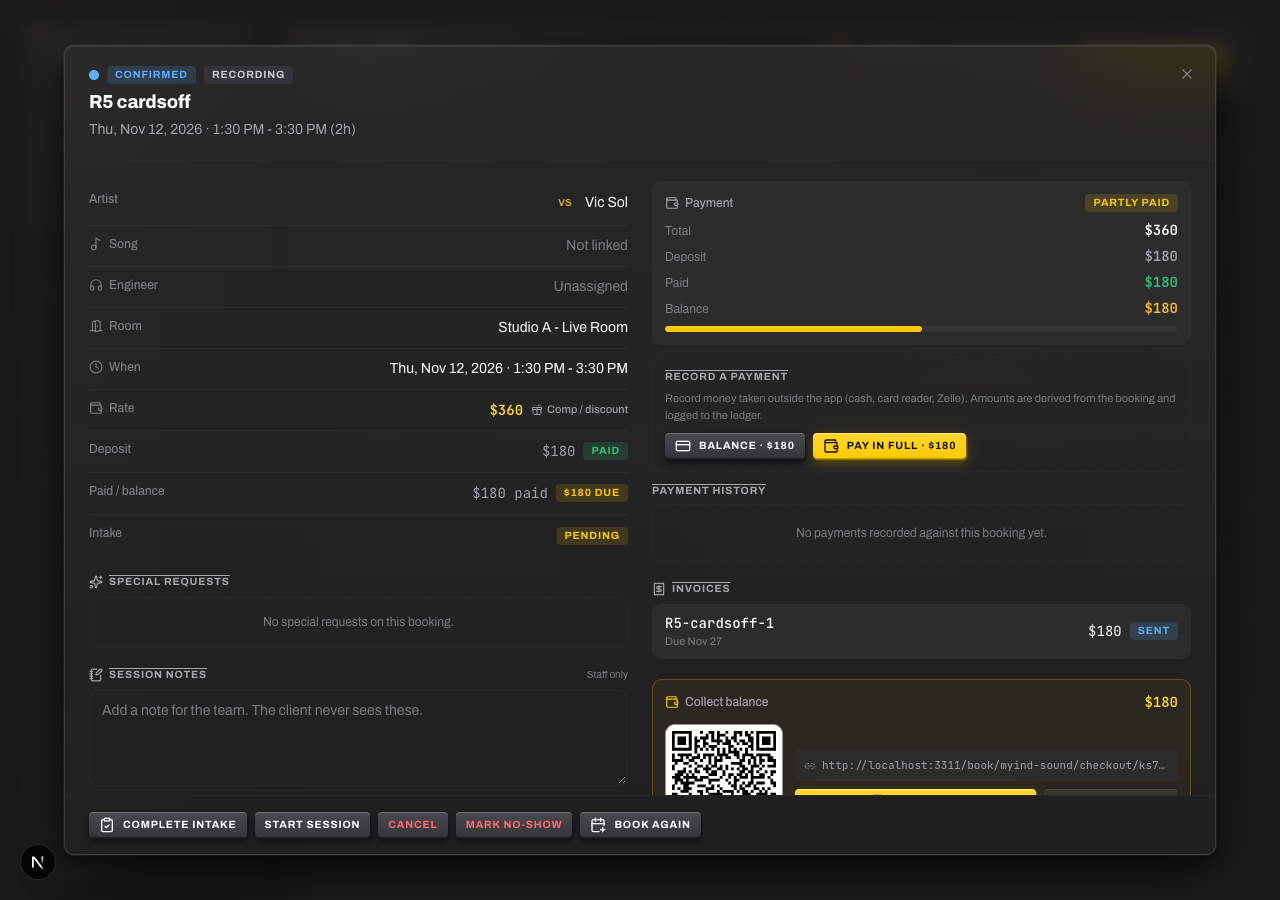 CONFIRMED RECORDING
R5 cardsoff
Thu, Nov 12, 2026 · 1:30 PM - 3:30 PM (2h)
Artist VS Vic Sol
Song Not linked
Engineer Unassigned
Room Studio A - Live Room
When Thu, Nov 12, 2026 · 1:30 PM - 3:30 PM
Rate $360 Comp / discount
Deposit $180 PAID
Paid / balance $180 paid $180 DUE
Intake PENDING
SPECIAL REQUESTS
No special requests on this booking.
SESSION NOTES Staff only
Add a note for the team. The client never sees these.
Payment PARTLY PAID
Total $360
Deposit $180
Paid $180
Balance $180
RECORD A PAYMENT
Record money taken outside the app (cash, card reader, Zelle). Amounts are derived from the booking and
logged to the ledger.
BALANCE · $180 PAY IN FULL · $180
PAYMENT HISTORY
No payments recorded against this booking yet.
INVOICES
R5-cardsoff-1 $180 SENT
Due Nov 27
Collect balance $180
http://localhost:3311/book/myind-sound/checkout/ks7…
COMPLETE INTAKE START SESSION CANCEL MARK NO-SHOW BOOK AGAIN
N